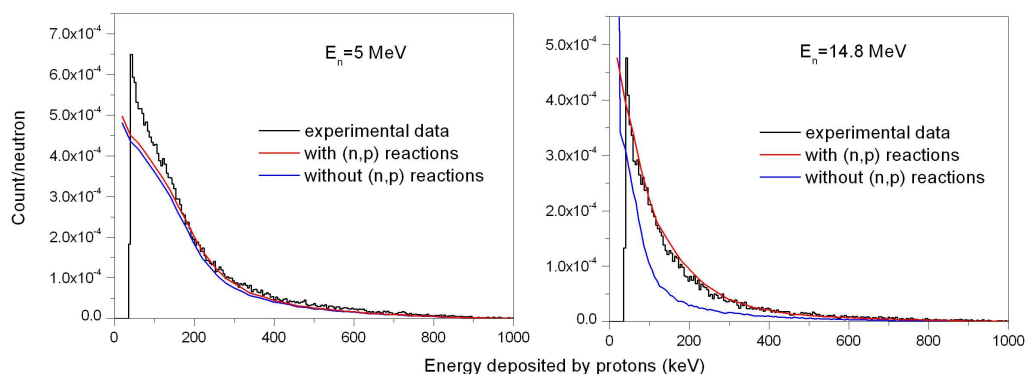 7.0x10⁻⁴
6.0x10⁻⁴
5.0x10⁻⁴
4.0x10⁻⁴
3.0x10⁻⁴
2.0x10⁻⁴
1.0x10⁻⁴
0.0
Count/neutron
Eₙ=5 MeV
experimental data
with (n,p) reactions
without (n,p) reactions
0 200 400 600 800 1000
5.0x10⁻⁴
4.0x10⁻⁴
3.0x10⁻⁴
2.0x10⁻⁴
1.0x10⁻⁴
0.0
Eₙ=14.8 MeV
experimental data
with (n,p) reactions
without (n,p) reactions
0 200 400 600 800 1000
Energy deposited by protons (keV)